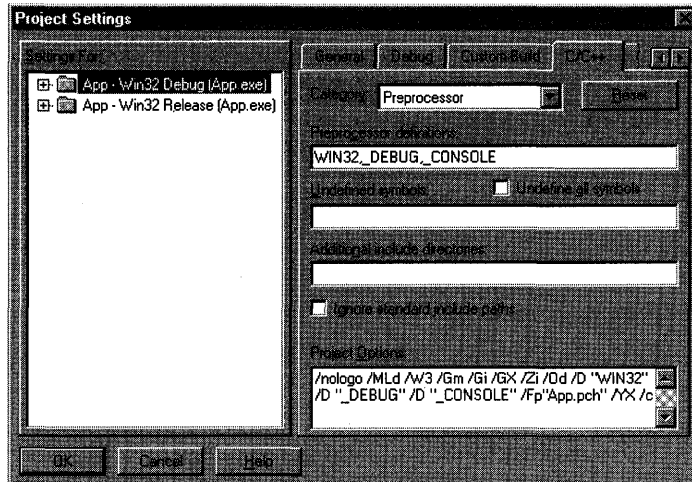 Project Settings
Settings For:
App - Win32 Debug (App.exe)
App - Win32 Release (App.exe)
General Debug Custom Build C/C++
Category: Preprocessor Reset
Preprocessor definitions:
WIN32,_DEBUG,_CONSOLE
Undefined symbols: Undefine all symbols
Additional include directories:
Ignore standard include paths
Project Options:
/nologo /MLd /W3 /Gm /Gi /GX /Zi /Od /D "WIN32"
/D "_DEBUG" /D "_CONSOLE" /Fp"App.pch" /YX /c
OK Cancel Help